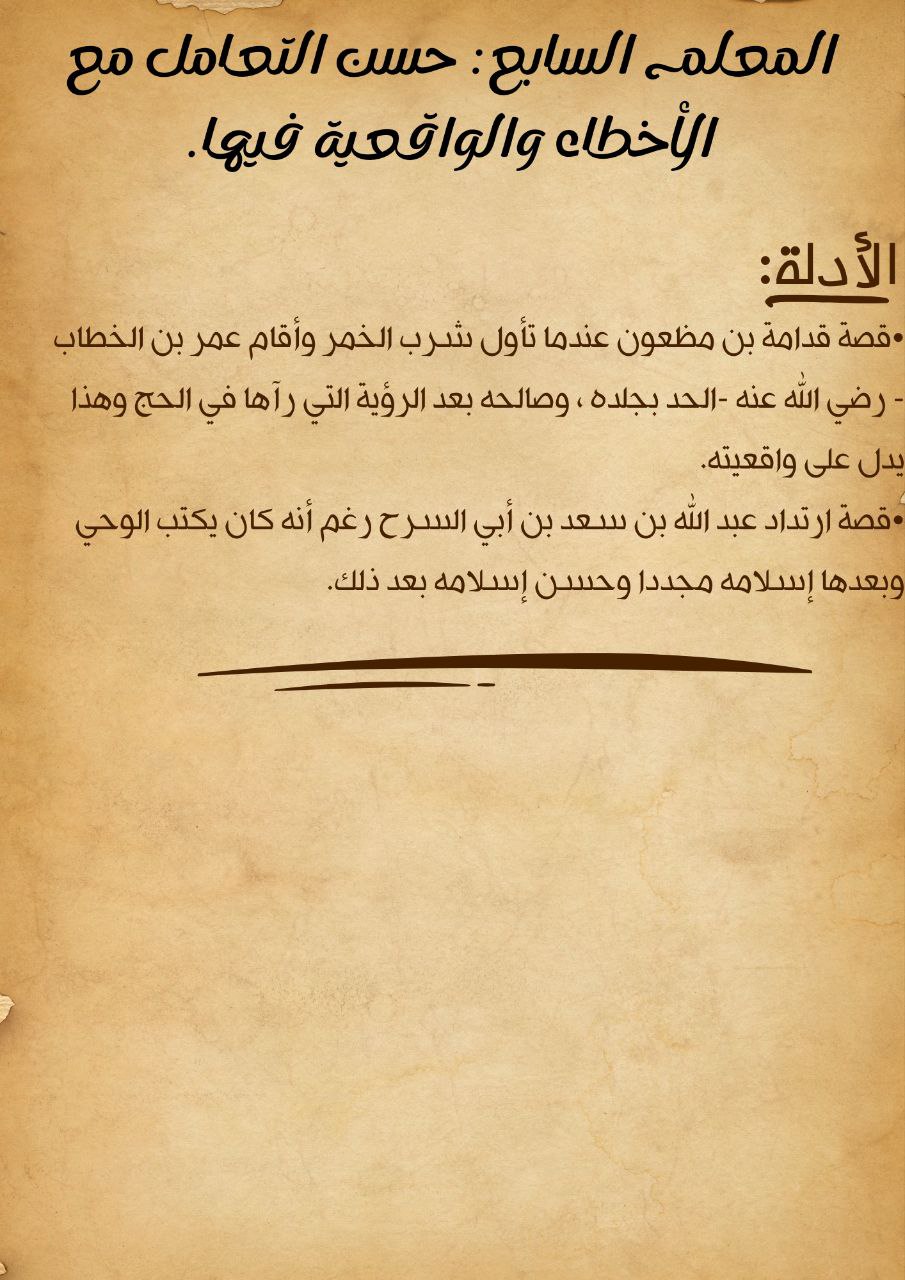 المعلم السابع: حسن التعامل مع
الأخطاء والواقعية فيها.
الأدلة:
•قصة قدامة بن مظعون عندما تأول شرب الخمر وأقام عمر بن الخطاب
- رضي الله عنه -الحد بجلده ، وصالحه بعد الرؤية التي رآها في الحج وهذا
يدل على واقعيته.
•قصة ارتداد عبد الله بن سعد بن أبي السرح رغم أنه كان يكتب الوحي
وبعدها إسلامه مجددا وحسن إسلامه بعد ذلك.